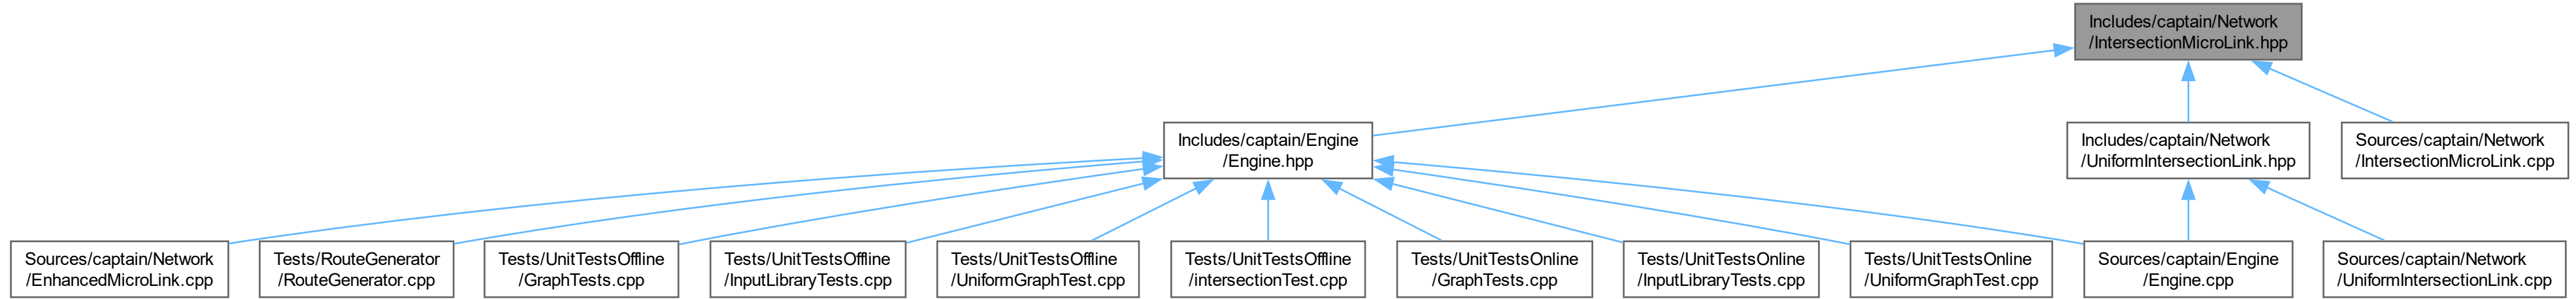 Includes/captain/Network
/IntersectionMicroLink.hpp
Includes/captain/Engine
/Engine.hpp
Includes/captain/Network
/UniformIntersectionLink.hpp
Sources/captain/Network
/IntersectionMicroLink.cpp
Sources/captain/Network
/EnhancedMicroLink.cpp
Tests/RouteGenerator
/RouteGenerator.cpp
Tests/UnitTestsOffline
/GraphTests.cpp
Tests/UnitTestsOffline
/InputLibraryTests.cpp
Tests/UnitTestsOffline
/UniformGraphTest.cpp
Tests/UnitTestsOffline
/intersectionTest.cpp
Tests/UnitTestsOnline
/GraphTests.cpp
Tests/UnitTestsOnline
/InputLibraryTests.cpp
Tests/UnitTestsOnline
/UniformGraphTest.cpp
Sources/captain/Engine
/Engine.cpp
Sources/captain/Network
/UniformIntersectionLink.cpp